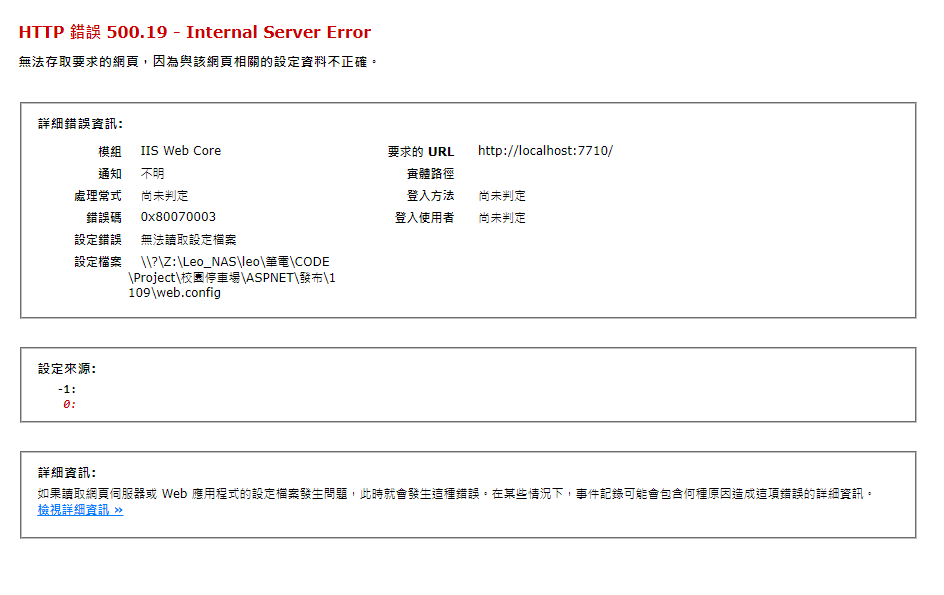 HTTP 錯誤 500.19 - Internal Server Error
無法存取要求的網頁，因為與該網頁相關的設定資料不正確。
詳細錯誤資訊:
模組 IIS Web Core
通知 不明
處理常式 尚未判定
錯誤碼 0x80070003
設定錯誤 無法讀取設定檔案
設定檔案 \\?\Z:\Leo_NAS\leo\筆電\CODE
\Project\校園停車場\ASPNET\發布\1
109\web.config
要求的 URL http://localhost:7710/
實體路徑
登入方法 尚未判定
登入使用者 尚未判定
設定來源:
-1:
0:
詳細資訊:
如果讀取網頁伺服器或 Web 應用程式的設定檔案發生問題，此時就會發生這種錯誤。在某些情況下，事件記錄可能會包含何種原因造成這項錯誤的詳細資訊。
檢視詳細資訊 »